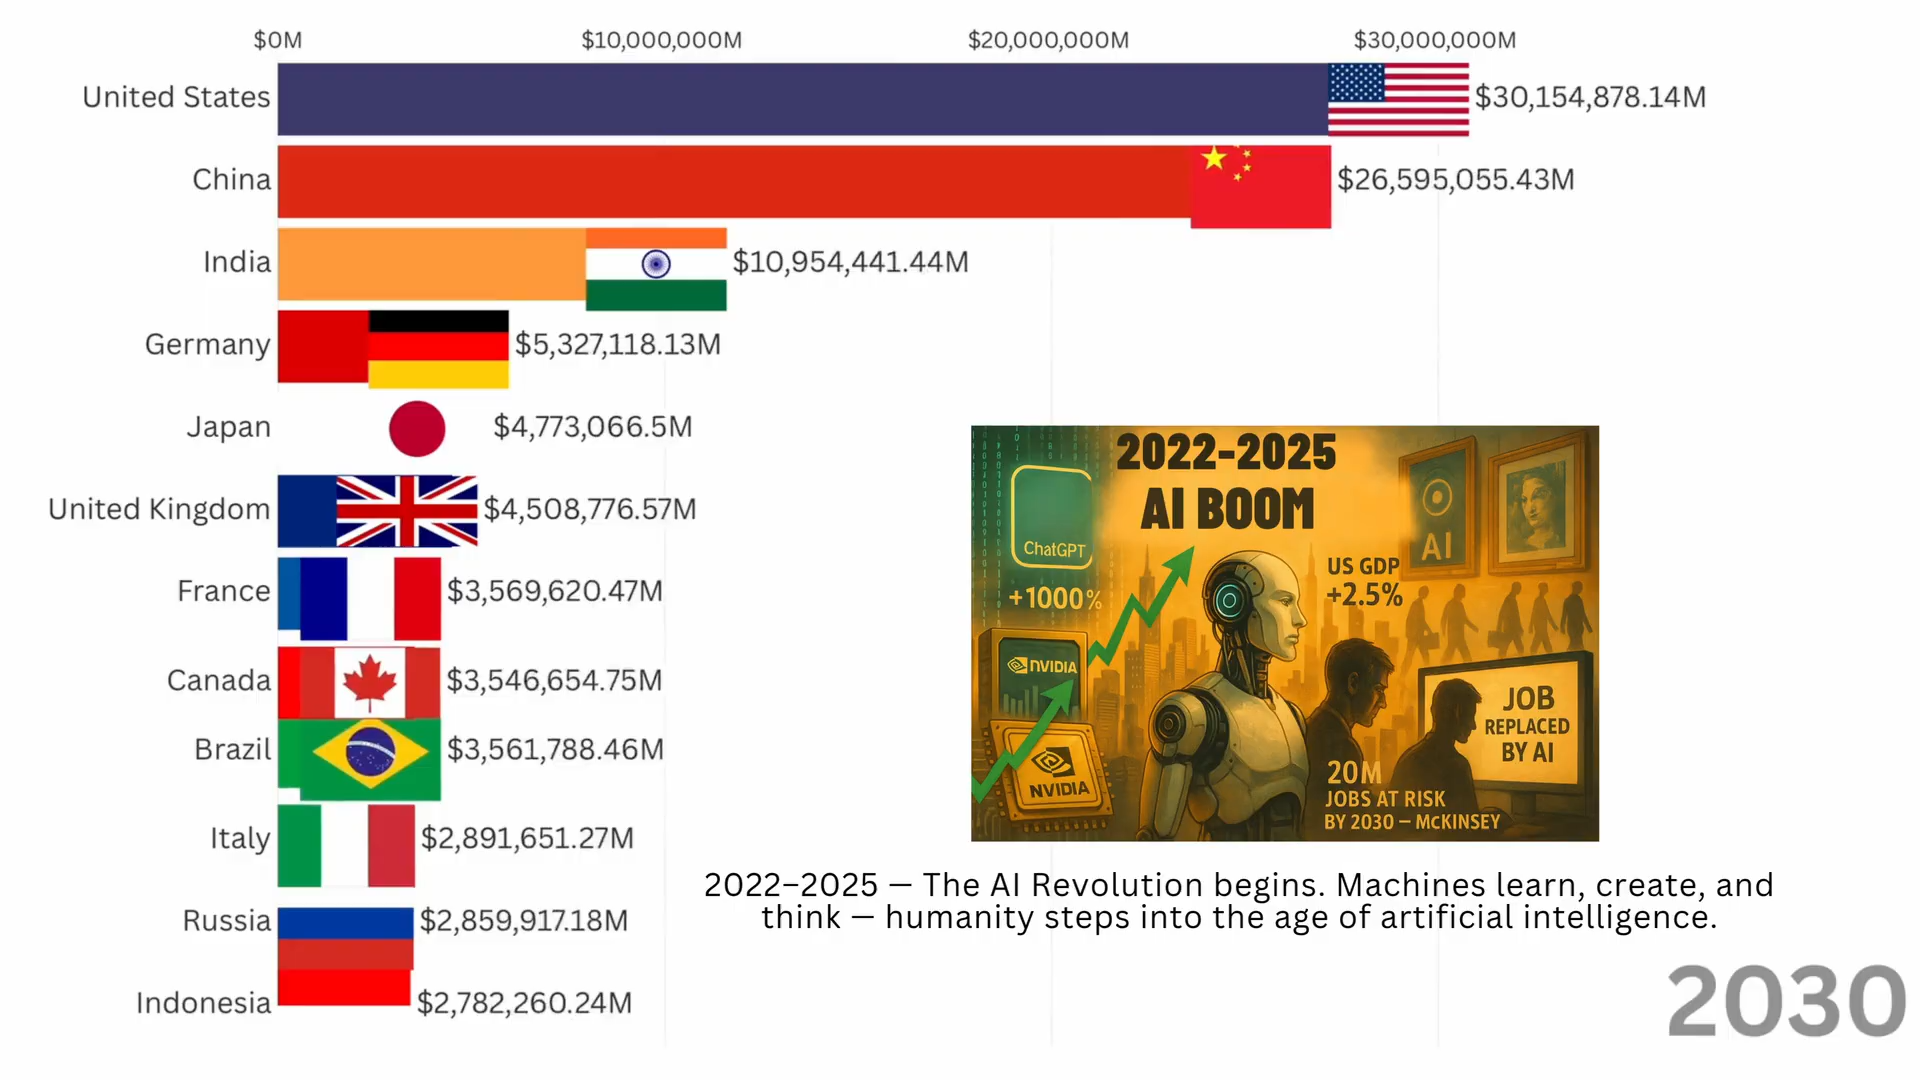 $0M $10,000,000M $20,000,000M $30,000,000M
United States $30,154,878.14M
China $26,595,055.43M
India $10,954,441.44M
Germany $5,327,118.13M
Japan $4,773,066.5M
United Kingdom $4,508,776.57M
France $3,569,620.47M
Canada $3,546,654.75M
Brazil $3,561,788.46M
Italy $2,891,651.27M
Russia $2,859,917.18M
Indonesia $2,782,260.24M
2022-2025
AI BOOM
ChatGPT
+1000%
US GDP
+2.5%
AI
NVIDIA
NVIDIA
JOB
REPLACED
BY AI
20M
JOBS AT RISK
BY 2030 – McKINSEY
2022–2025 — The AI Revolution begins. Machines learn, create, and
think — humanity steps into the age of artificial intelligence.
2030